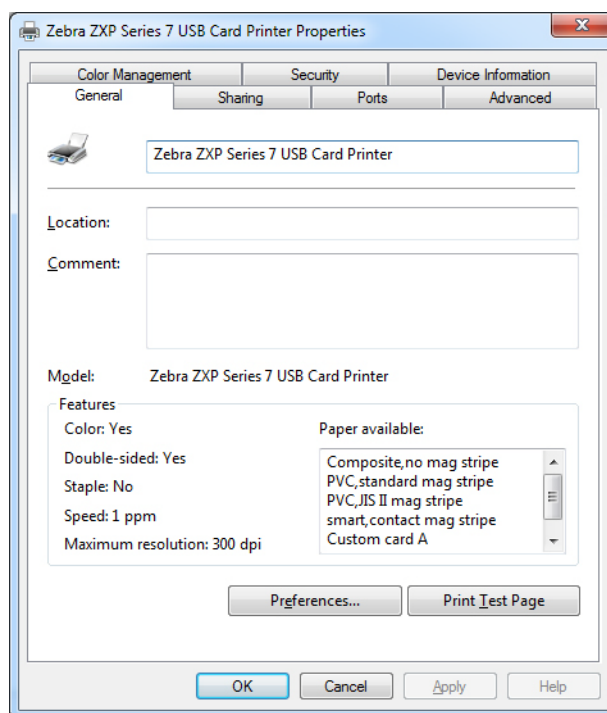 Zebra ZXP Series 7 USB Card Printer Properties
Color Management Security Device Information
General Sharing Ports Advanced
Zebra ZXP Series 7 USB Card Printer
Location:
Comment:
Model: Zebra ZXP Series 7 USB Card Printer
Features
Color: Yes
Double-sided: Yes
Staple: No
Speed: 1 ppm
Maximum resolution: 300 dpi
Paper available:
Composite,no mag stripe
PVC,standard mag stripe
PVC,JIS II mag stripe
smart,contact mag stripe
Custom card A
Preferences... Print Test Page
OK Cancel Apply Help